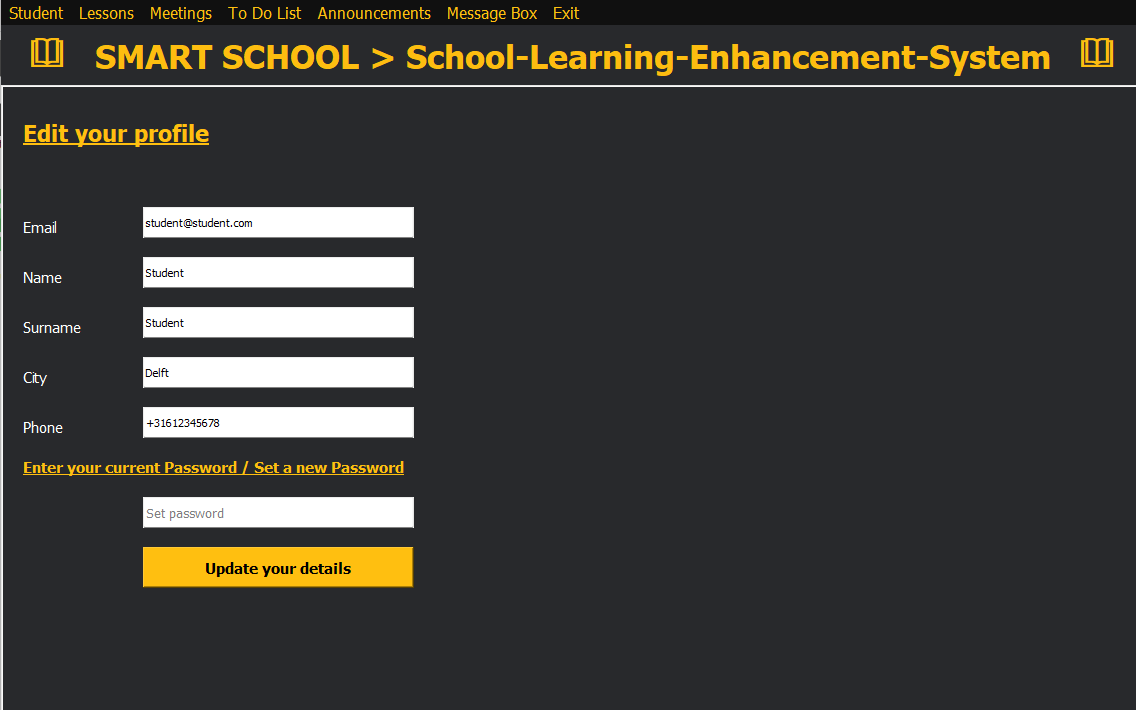 Student Lessons Meetings To Do List Announcements Message Box Exit
SMART SCHOOL > School-Learning-Enhancement-System
Edit your profile
Email student@student.com
Name Student
Surname Student
City Delft
Phone +31612345678
Enter your current Password / Set a new Password
Set password
Update your details